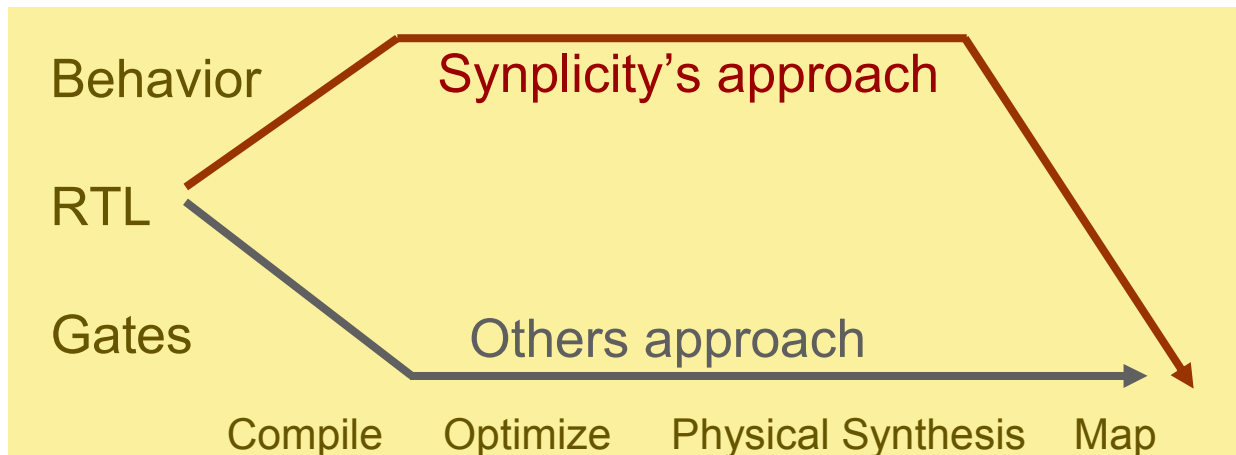 Behavior
Synplicity’s approach
RTL
Gates
Others approach
Compile Optimize Physical Synthesis Map